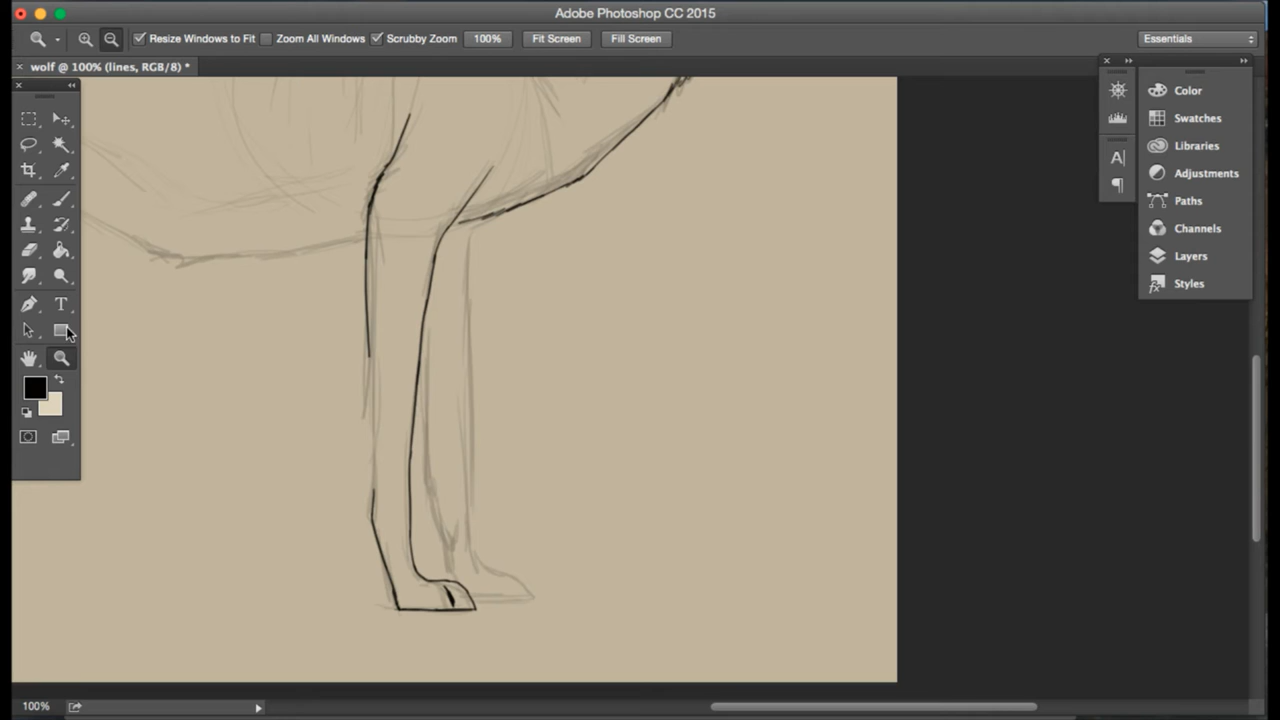 Adobe Photoshop CC 2015
Resize Windows to Fit Zoom All Windows Scrubby Zoom 100% Fit Screen Fill Screen Essentials
wolf @ 100% (lines, RGB/8) *
Color
Swatches
Libraries
Adjustments
Paths
Channels
Layers
Styles
100%